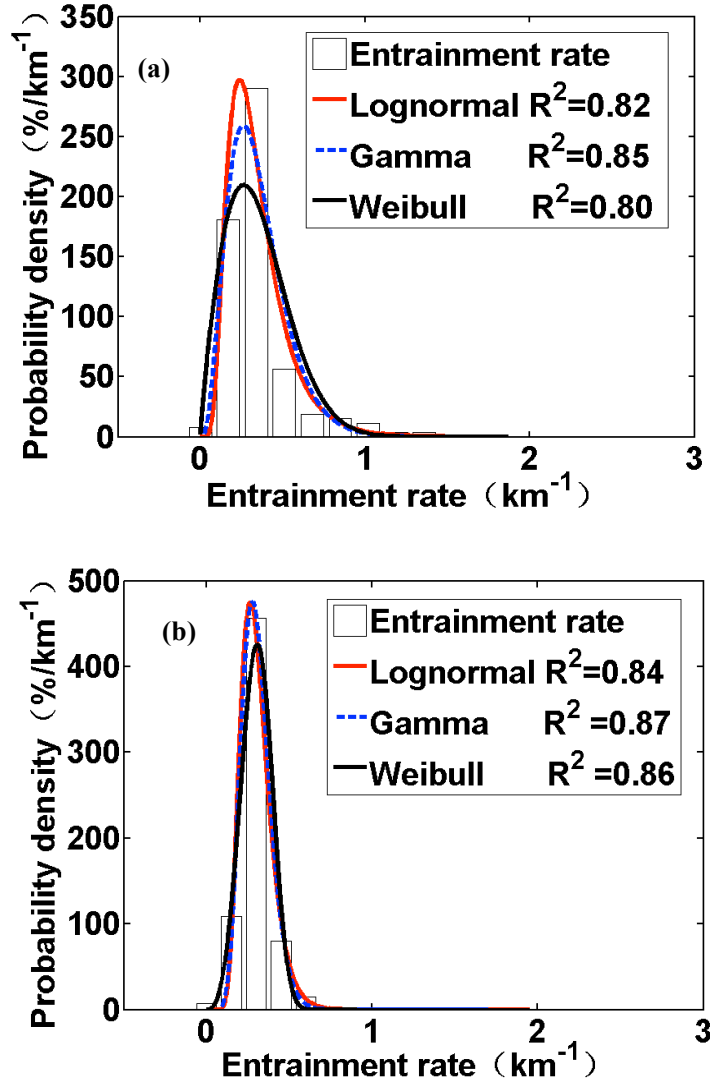 350
300
250
200
150
100
50
0
Probability density（%/km⁻¹）
(a)
Entrainment rate
Lognormal R²=0.82
Gamma R²=0.85
Weibull R²=0.80
0 1 2 3
Entrainment rate（km⁻¹）
500
400
300
200
100
0
Probability density（%/km⁻¹）
(b)
Entrainment rate
Lognormal R²=0.84
Gamma R² =0.87
Weibull R² =0.86
0 1 2 3
Entrainment rate（km⁻¹）